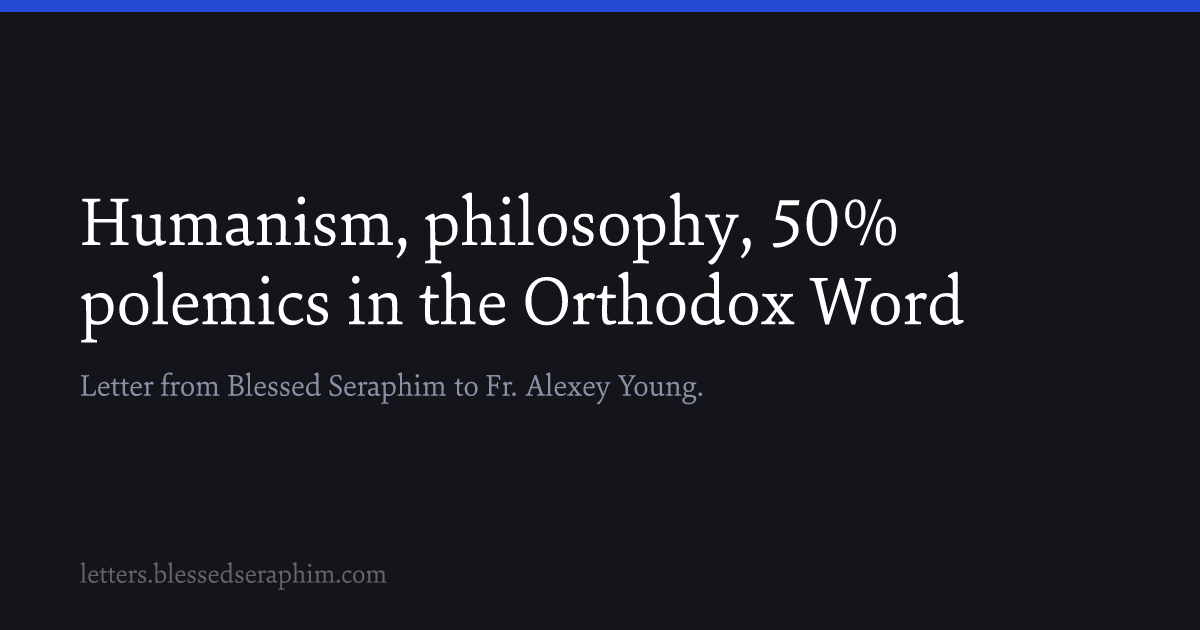 Humanism, philosophy, 50%
polemics in the Orthodox Word
Letter from Blessed Seraphim to Fr. Alexey Young.
letters.blessedseraphim.com